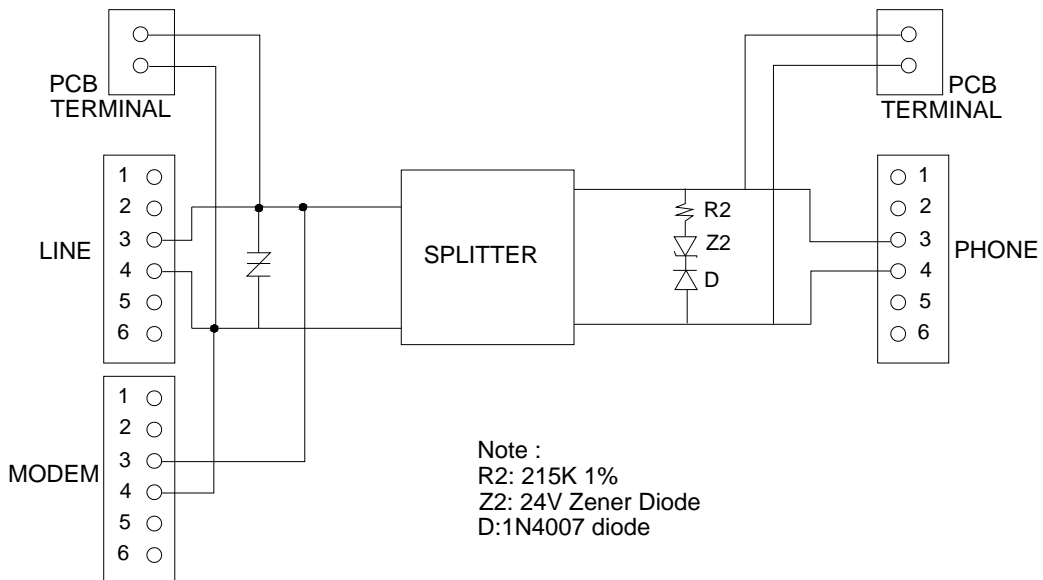 PCB
TERMINAL
PCB
TERMINAL
LINE
1
2
3
4
5
6
SPLITTER
R2
Z2
D
1
2
3
4
5
6
PHONE
MODEM
1
2
3
4
5
6
Note :
R2: 215K 1%
Z2: 24V Zener Diode
D:1N4007 diode